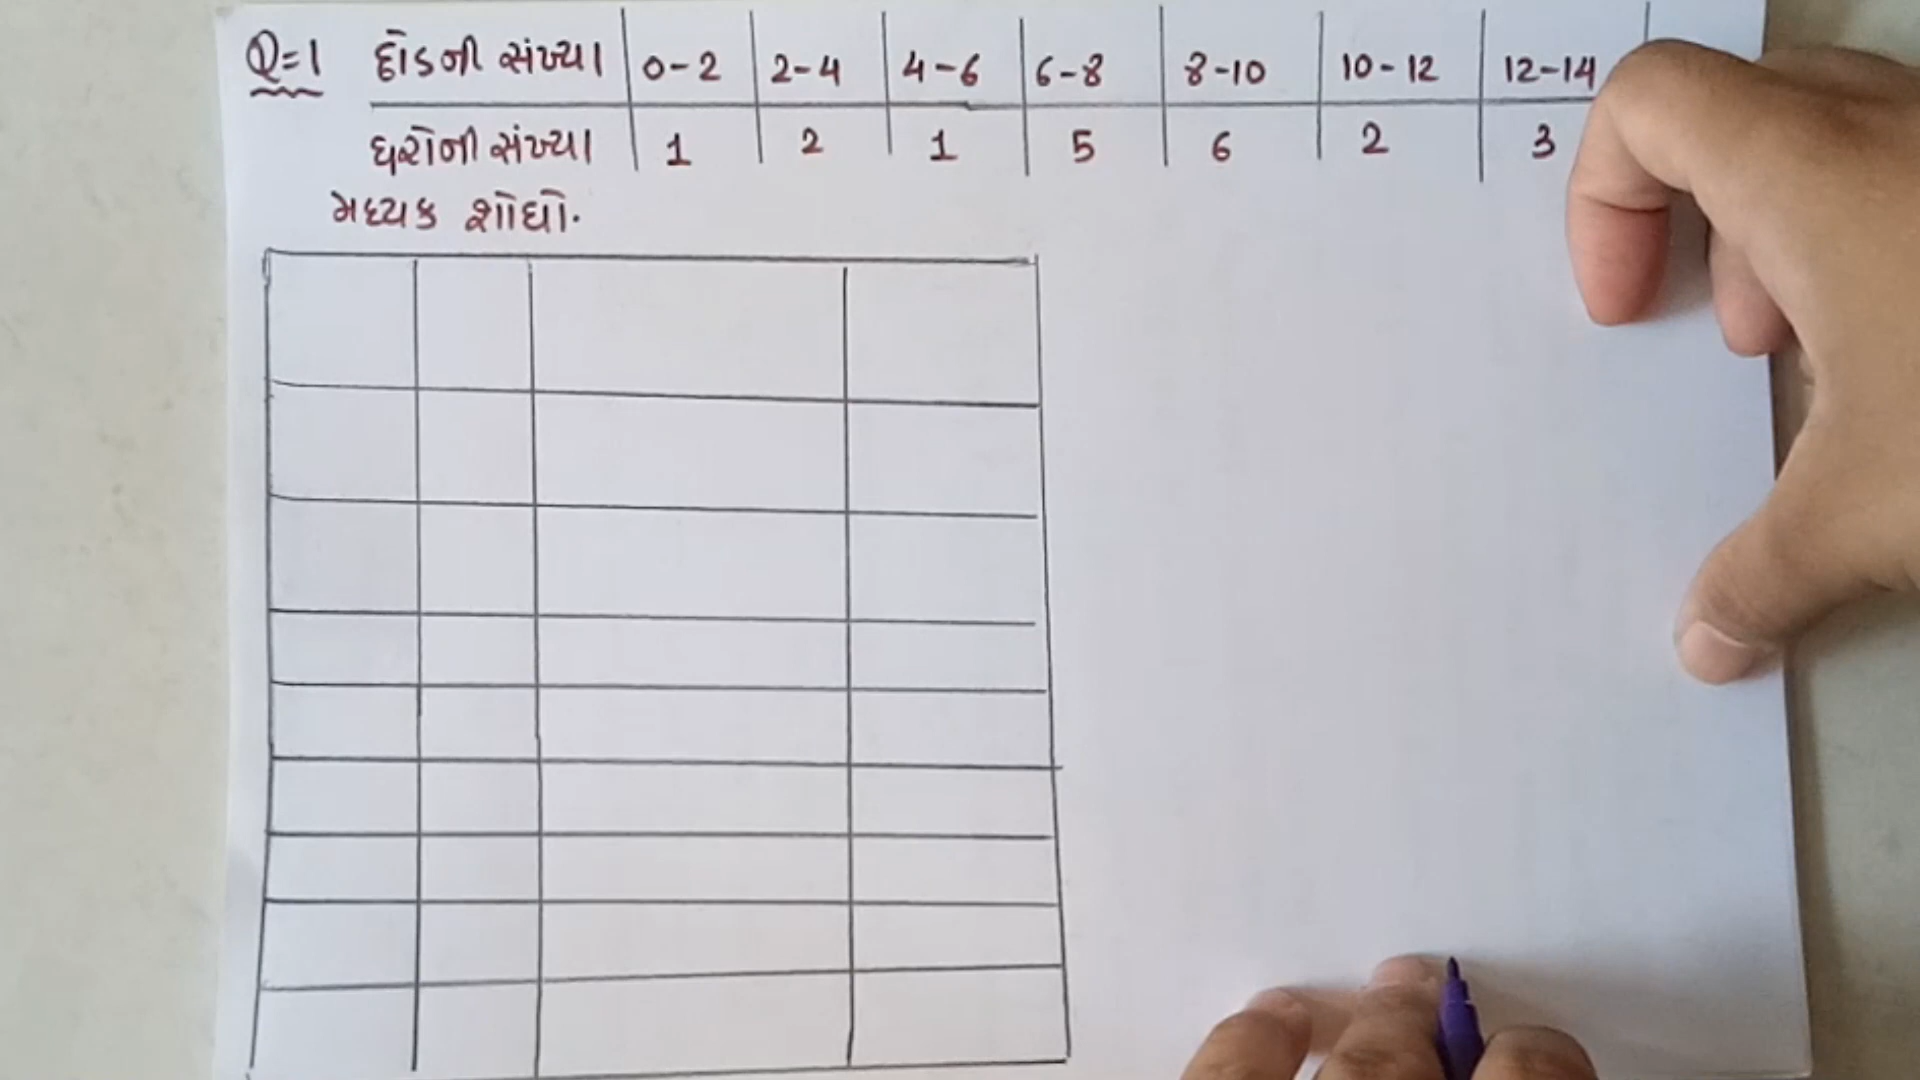 Q=1 છોડની સંખ્યા 0-2 2-4 4-6 6-8 8-10 10-12 12-14
ઘરોની સંખ્યા 1 2 1 5 6 2 3
મધ્યક શોધો.